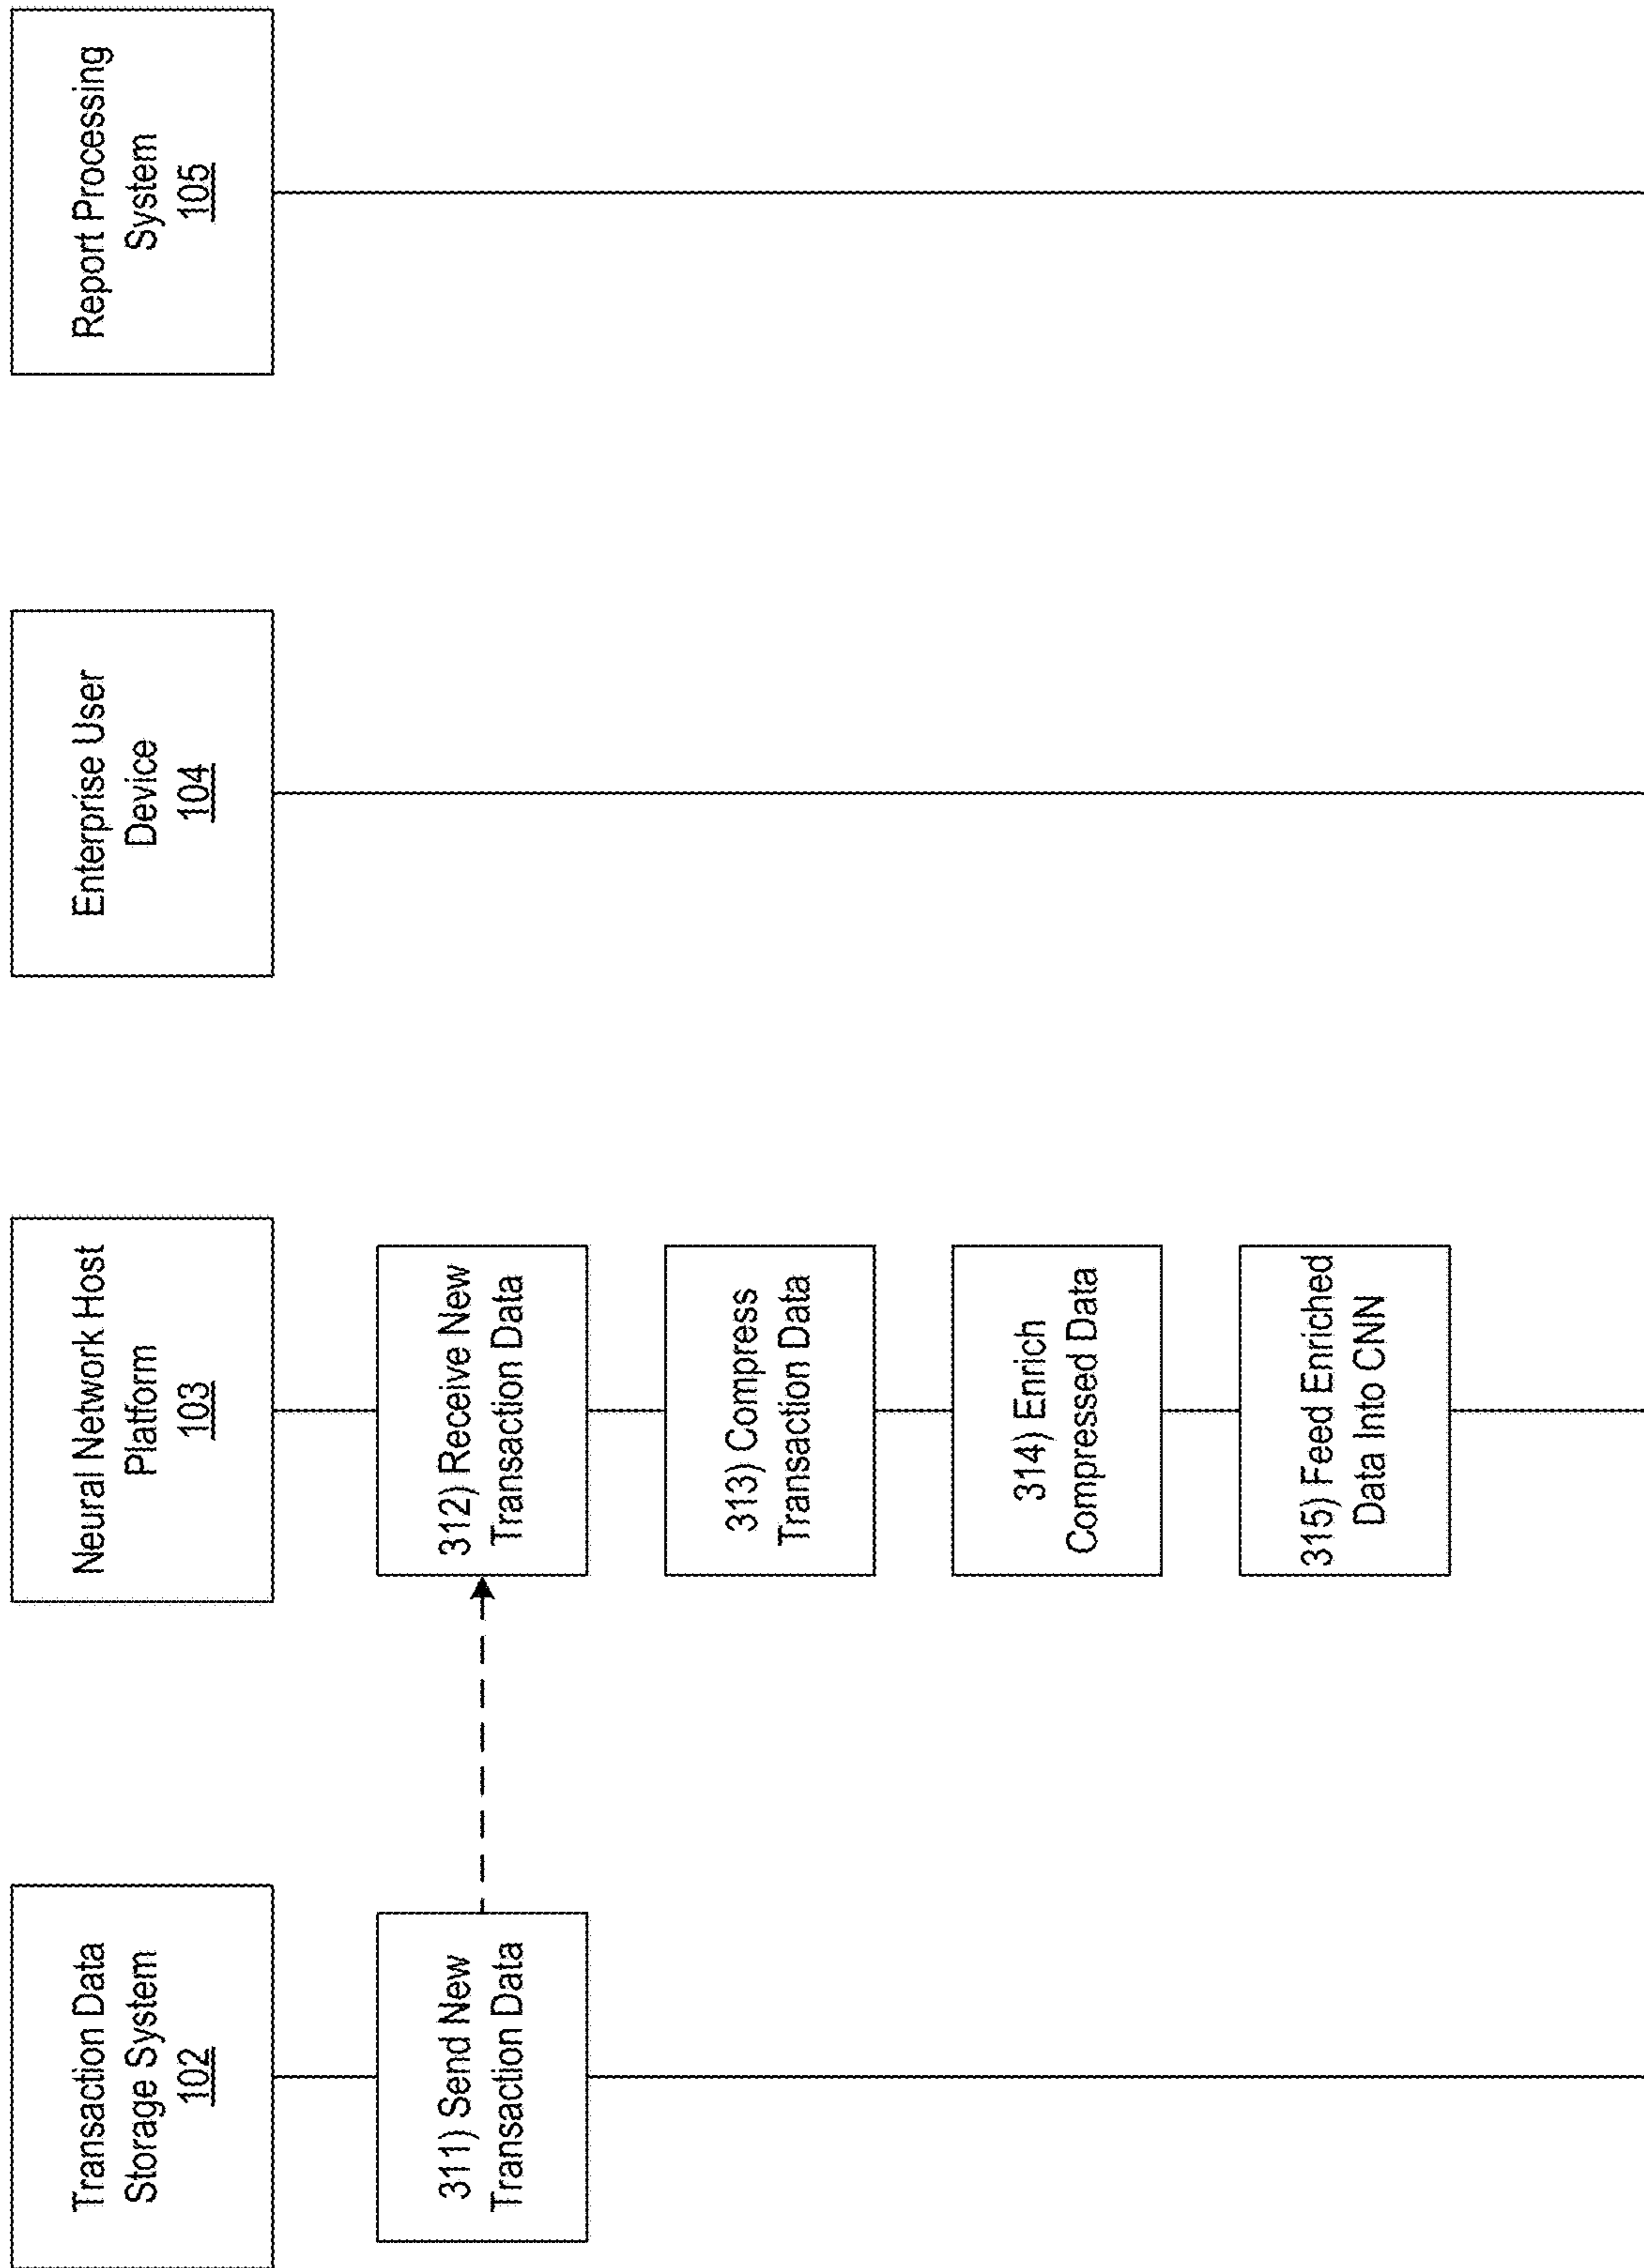 Transaction Data
Storage System
102
Neural Network Host
Platform
103
Enterprise User
Device
104
Report Processing
System
105
311) Send New
Transaction Data
312) Receive New
Transaction Data
313) Compress
Transaction Data
314) Enrich
Compressed Data
315) Feed Enriched
Data Into CNN